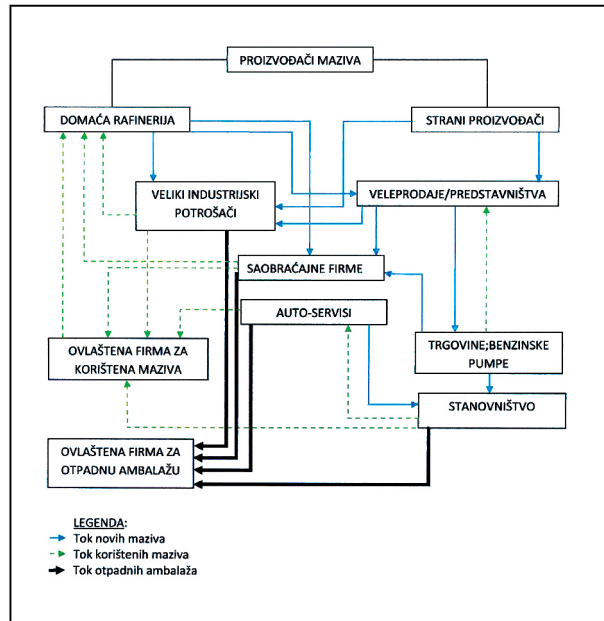 PROIZVOĐAČI MAZIVA
DOMAĆA RAFINERIJA
STRANI PROIZVOĐAČI
VELIKI INDUSTRIJSKI
POTROŠAČI
VELEPRODAJE/PREDSTAVNIŠTVA
SAOBRAĆAJNE FIRME
AUTO-SERVISI
OVLAŠTENA FIRMA ZA
KORIŠTENA MAZIVA
TRGOVINE;BENZINSKE
PUMPE
STANOVNIŠTVO
OVLAŠTENA FIRMA ZA
OTPADNU AMBALAŽU
LEGENDA:
Tok novih maziva
Tok korištenih maziva
Tok otpadnih ambalaža